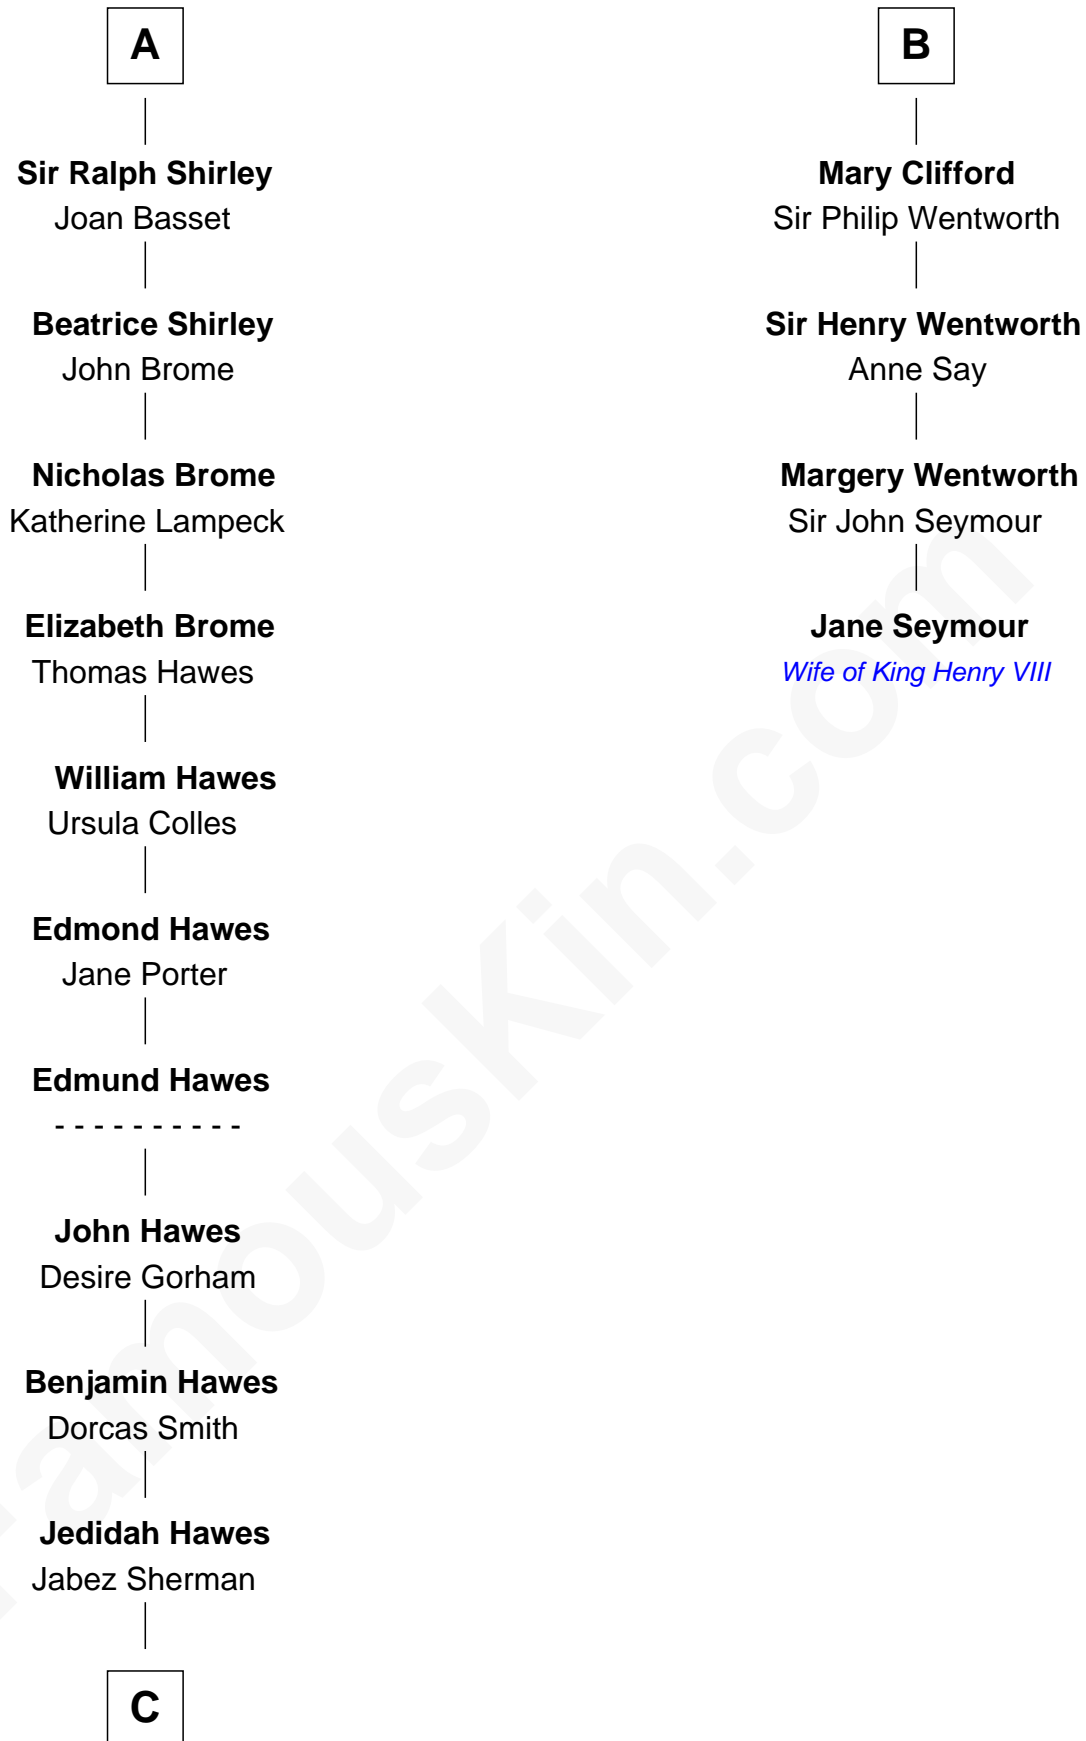 A
Sir Ralph Shirley
Joan Basset
Beatrice Shirley
John Brome
Nicholas Brome
Katherine Lampeck
Elizabeth Brome
Thomas Hawes
William Hawes
Ursula Colles
Edmond Hawes
Jane Porter
Edmund Hawes
- - - - - - - - - -
John Hawes
Desire Gorham
Benjamin Hawes
Dorcas Smith
Jedidah Hawes
Jabez Sherman
C
B
Mary Clifford
Sir Philip Wentworth
Sir Henry Wentworth
Anne Say
Margery Wentworth
Sir John Seymour
Jane Seymour
Wife of King Henry VIII
FamousKin.com